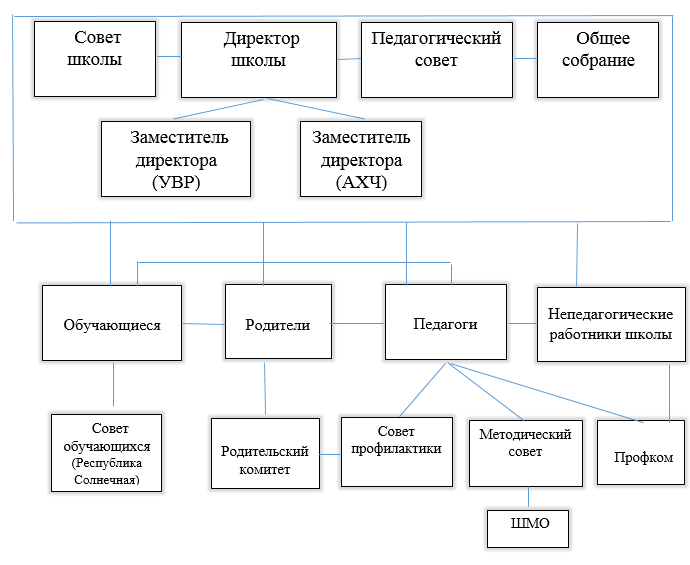 Совет
школы
Директор
школы
Педагогический
совет
Общее
собрание
Заместитель
директора
(УВР)
Заместитель
директора
(АХЧ)
Обучающиеся
Родители
Педагоги
Непедагогические
работники школы
Совет
обучающихся
(Республика
Солнечная)
Родительский
комитет
Совет
профилактики
Методический
совет
Профком
ШМО